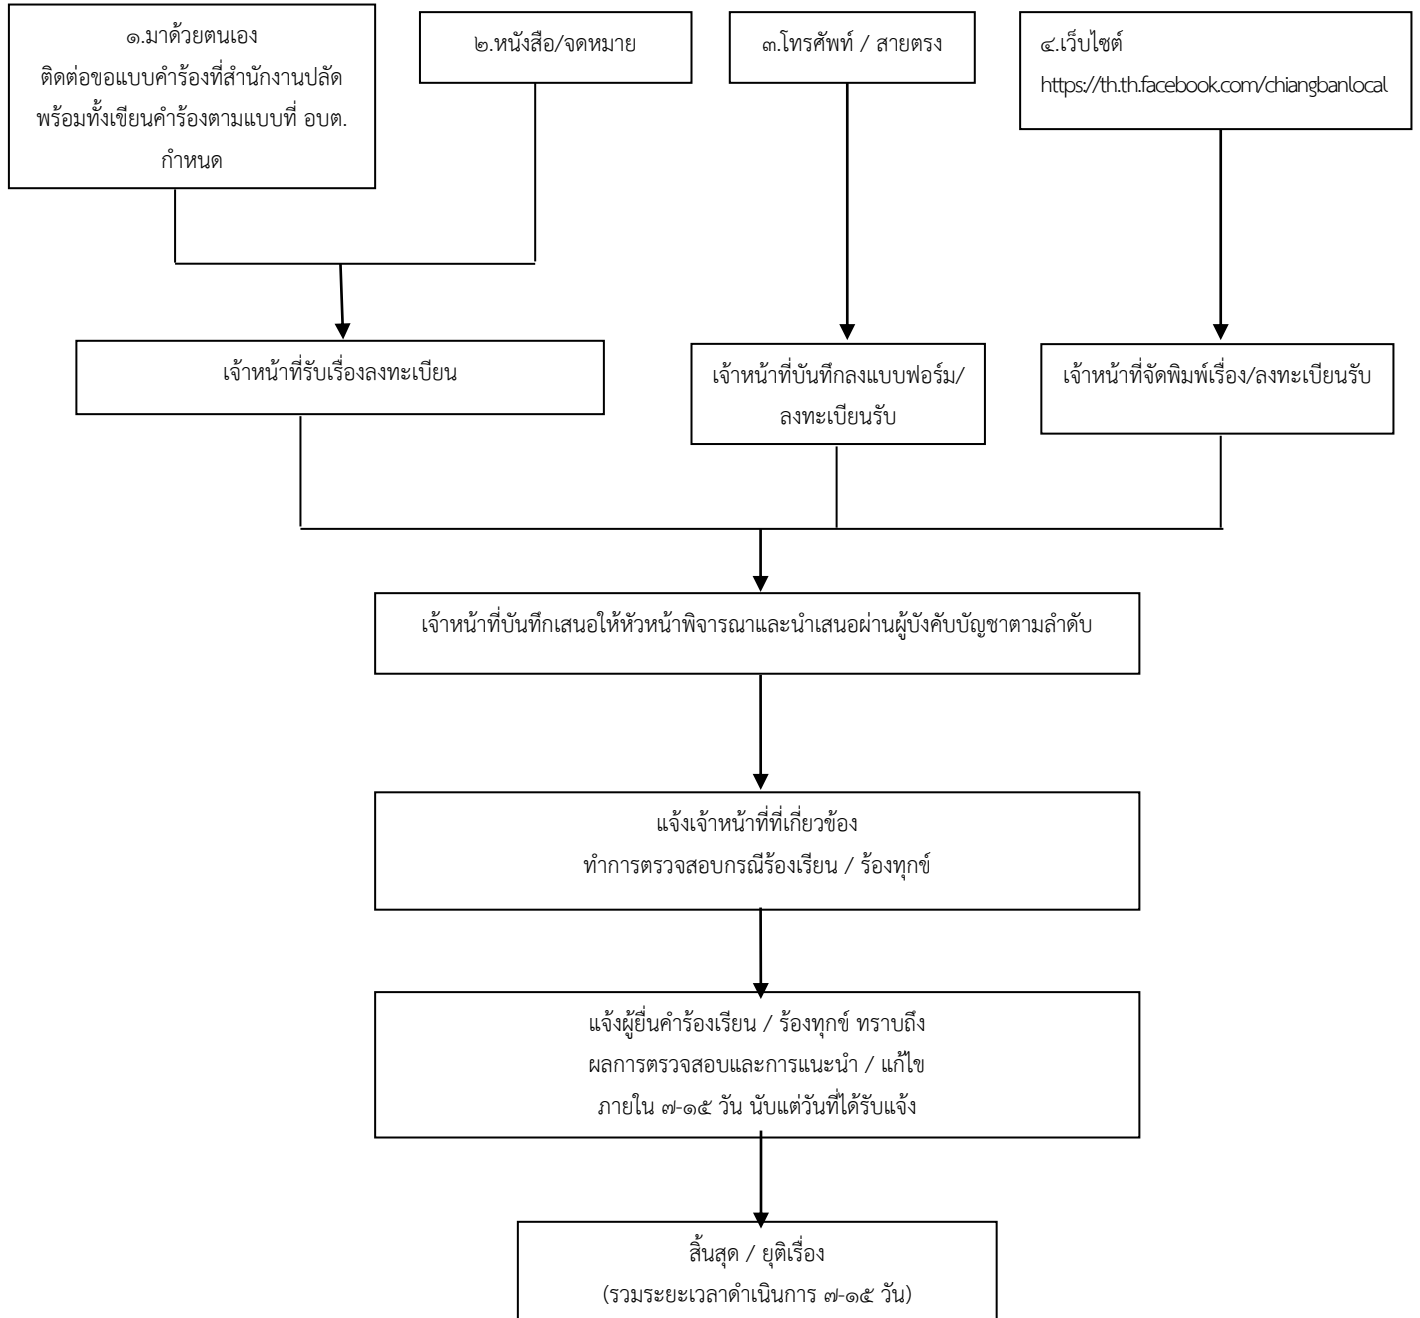 ๑.มาด้วยตนเอง
ติดต่อขอแบบคำร้องที่สำนักงานปลัด
พร้อมทั้งเขียนคำร้องตามแบบที่ อบต.
กำหนด
๒.หนังสือ/จดหมาย
๓.โทรศัพท์ / สายตรง
๔.เว็บไซต์
https://th.th.facebook.com/chiangbanlocal
เจ้าหน้าที่รับเรื่องลงทะเบียน
เจ้าหน้าที่บันทึกลงแบบฟอร์ม/
ลงทะเบียนรับ
เจ้าหน้าที่จัดพิมพ์เรื่อง/ลงทะเบียนรับ
เจ้าหน้าที่บันทึกเสนอให้หัวหน้าพิจารณาและนำเสนอผ่านผู้บังคับบัญชาตามลำดับ
แจ้งเจ้าหน้าที่ที่เกี่ยวข้อง
ทำการตรวจสอบกรณีร้องเรียน / ร้องทุกข์
แจ้งผู้ยื่นคำร้องเรียน / ร้องทุกข์ ทราบถึง
ผลการตรวจสอบและการแนะนำ / แก้ไข
ภายใน ๗-๑๕ วัน นับแต่วันที่ได้รับแจ้ง
สิ้นสุด / ยุติเรื่อง
(รวมระยะเวลาดำเนินการ ๗-๑๕ วัน)